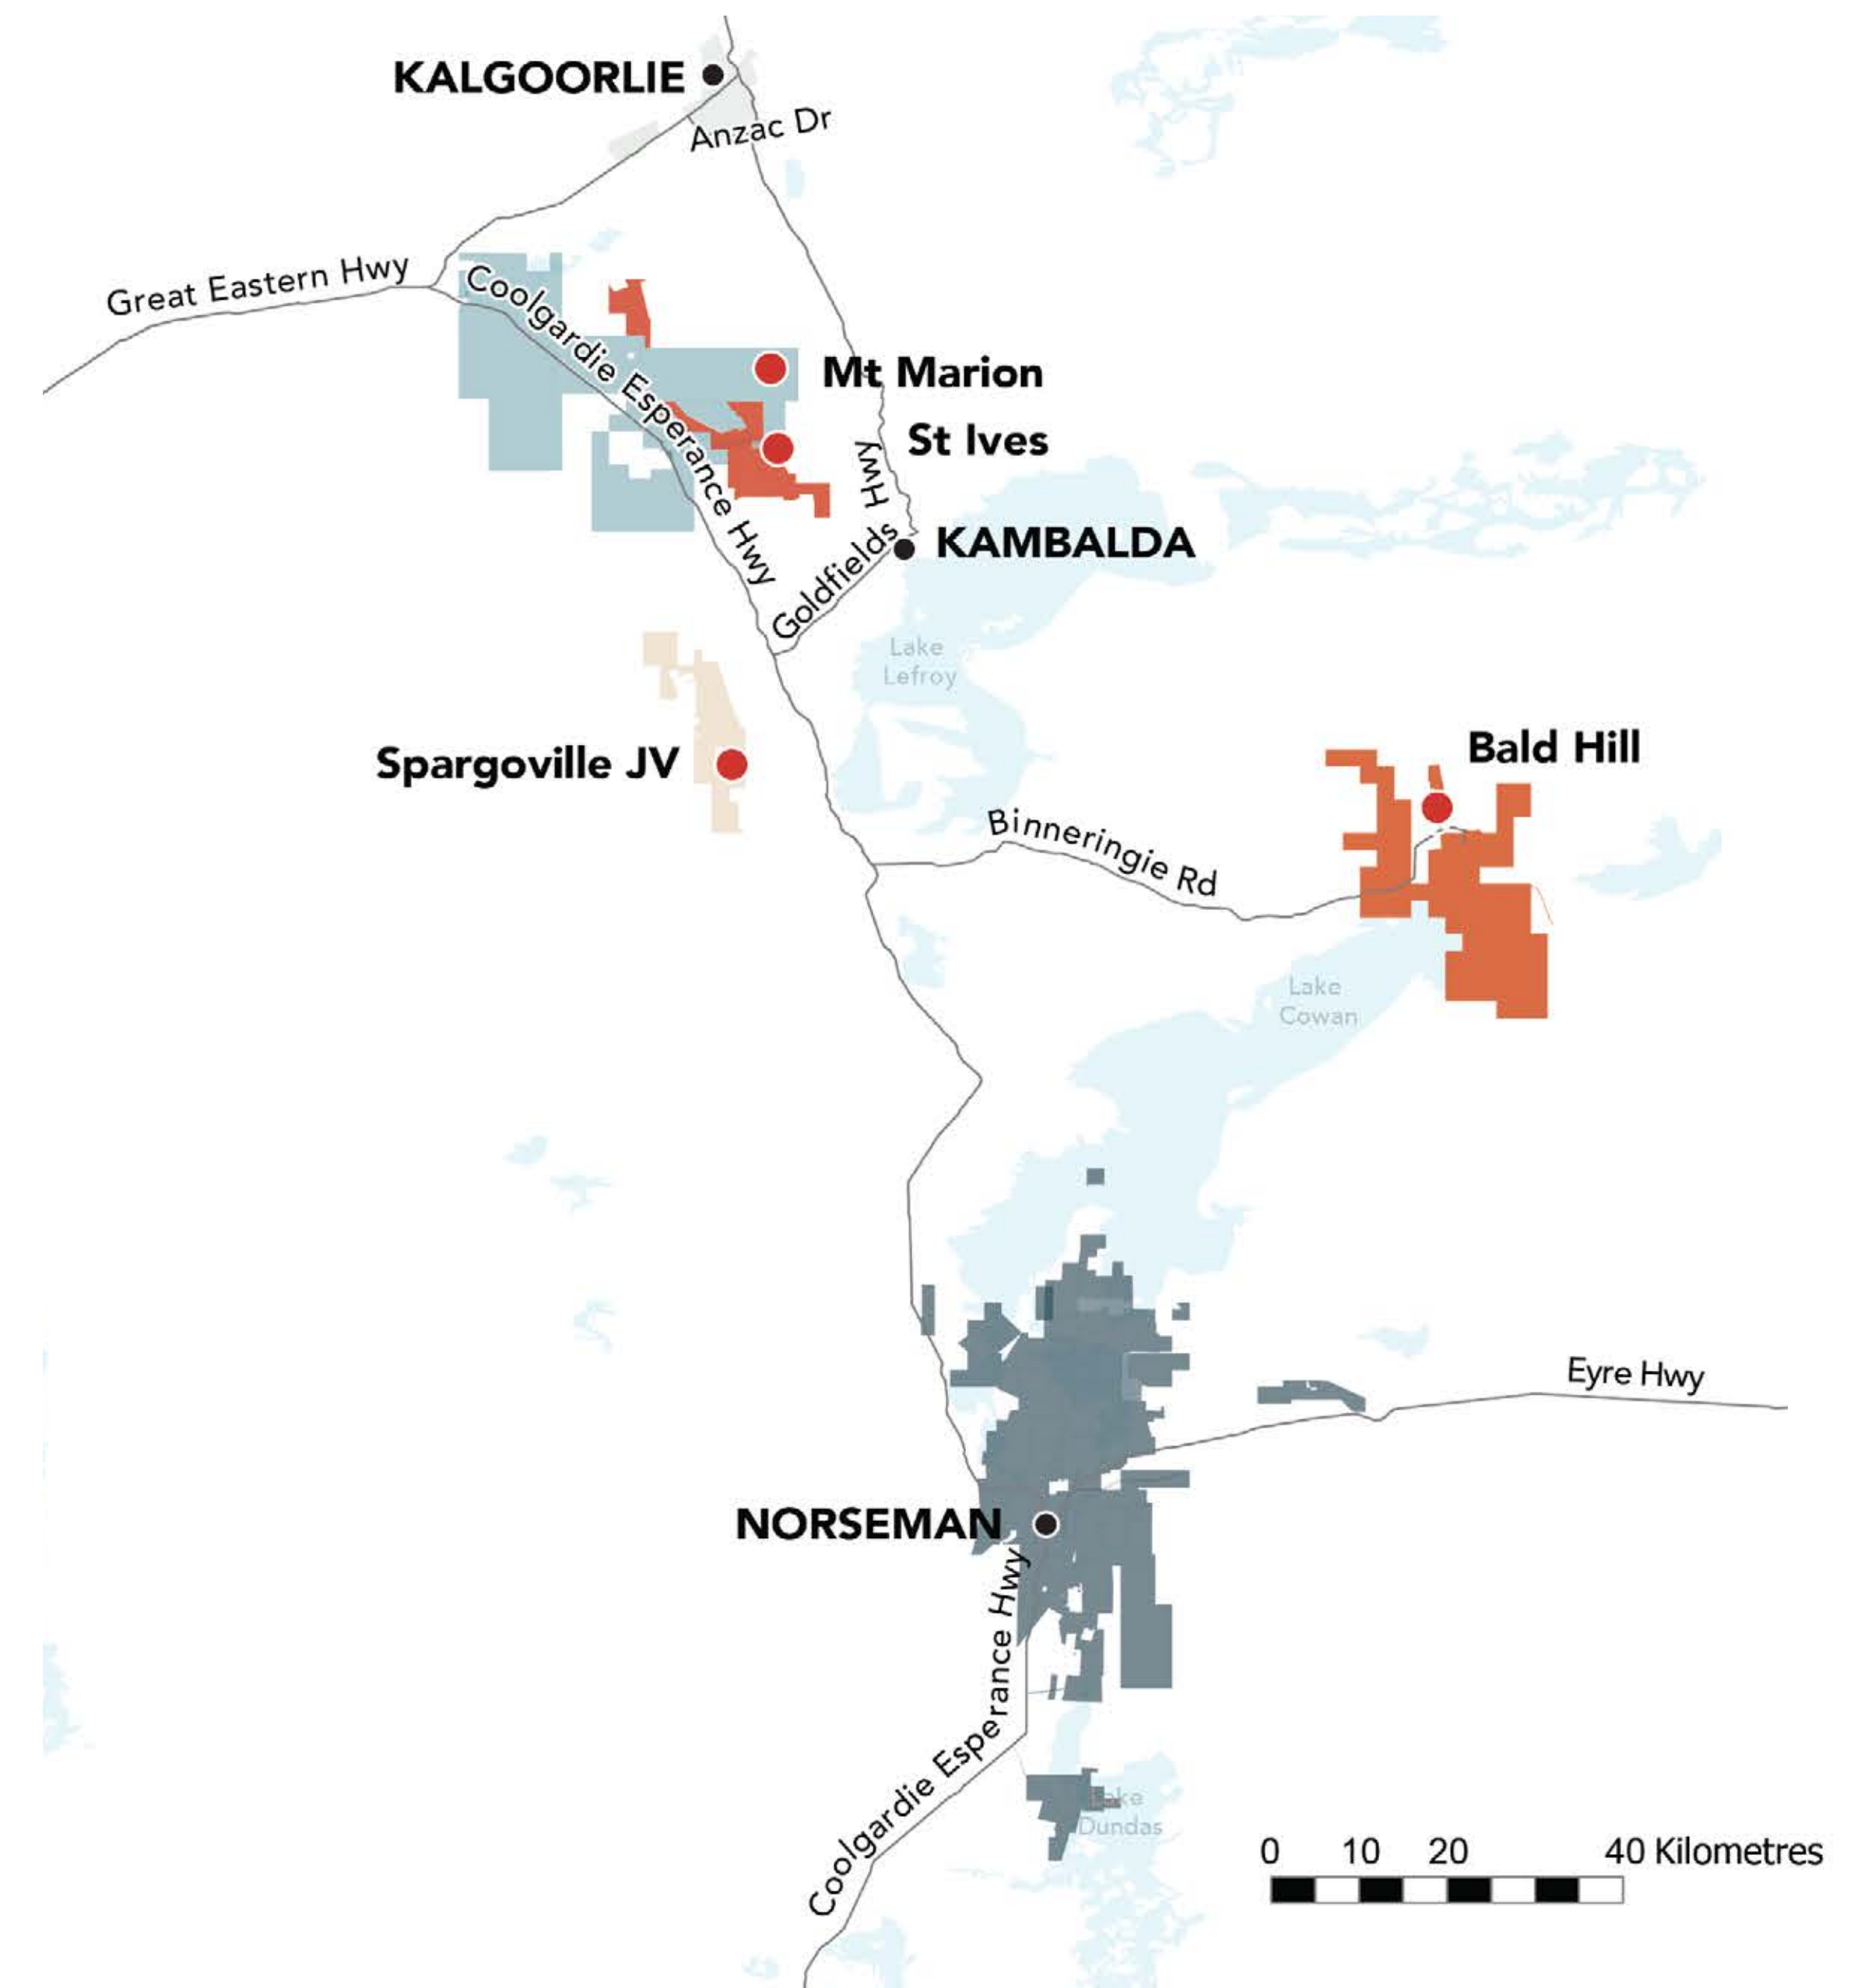 KALGOORLIE
Anzac Dr
Great Eastern Hwy
Coolgardie Esperance Hwy
Mt Marion
St Ives
Goldfields Hwy
KAMBALDA
Lake
Lefroy
Spargoville JV
Bald Hill
Binneringie Rd
Lake
Cowan
Eyre Hwy
NORSEMAN
Coolgardie Esperance Hwy
Lake
Dundas
0 10 20 40 Kilometres